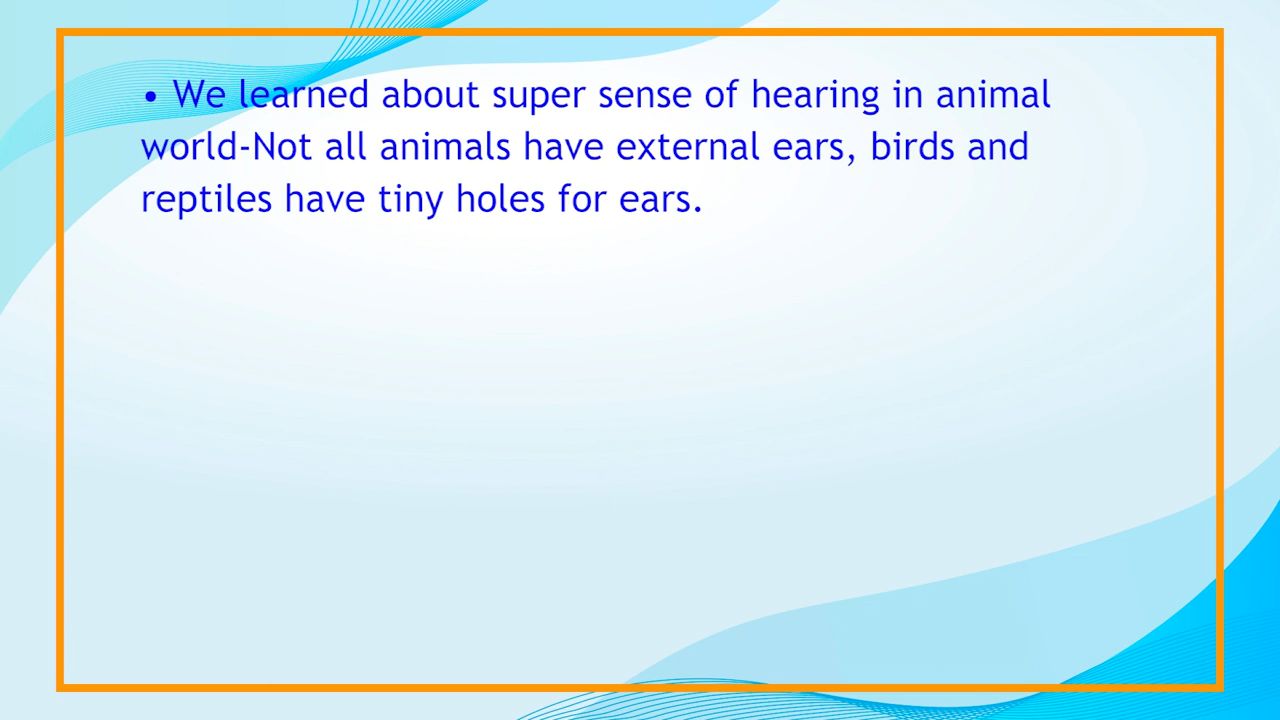 • We learned about super sense of hearing in animal
world-Not all animals have external ears, birds and
reptiles have tiny holes for ears.